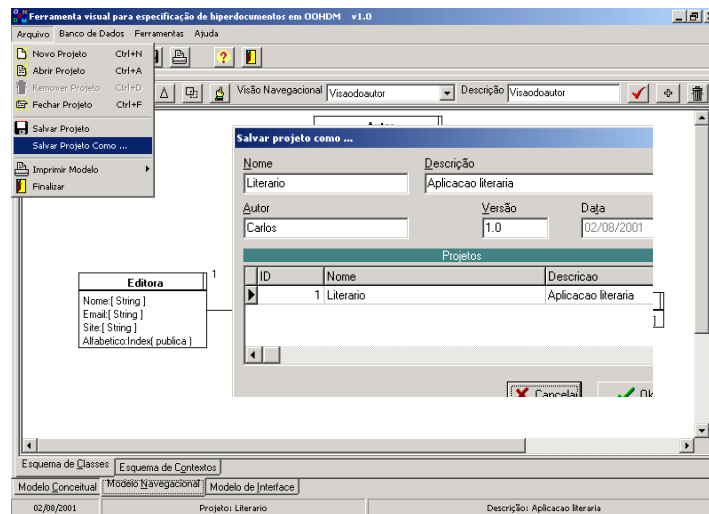 Ferramenta visual para especificação de hiperdocumentos em OOHDM v1.0
Arquivo Banco de Dados Ferramentas Ajuda
Novo Projeto Ctrl+N
Abrir Projeto Ctrl+A
Remover Projeto Ctrl+D
Fechar Projeto Ctrl+F
Salvar Projeto
Salvar Projeto Como ...
Imprimir Modelo
Finalizar
Visão Navegacional Visaodoautor Descrição Visaodoautor
Salvar projeto como ...
Nome Descrição
Literario Aplicacao literaria
Autor Versão Data
Carlos 1.0 02/08/2001
Projetos
ID Nome Descricao
1 Literario Aplicacao literaria
Cancelar Ok
Editora 1
Nome:[ String ]
Email:[ String ]
Site:[ String ]
Alfabetico:Index( publica )
Esquema de Classes Esquema de Contextos
Modelo Conceitual Modelo Navegacional Modelo de Interface
02/08/2001 Projeto: Literario Descrição: Aplicacao literaria